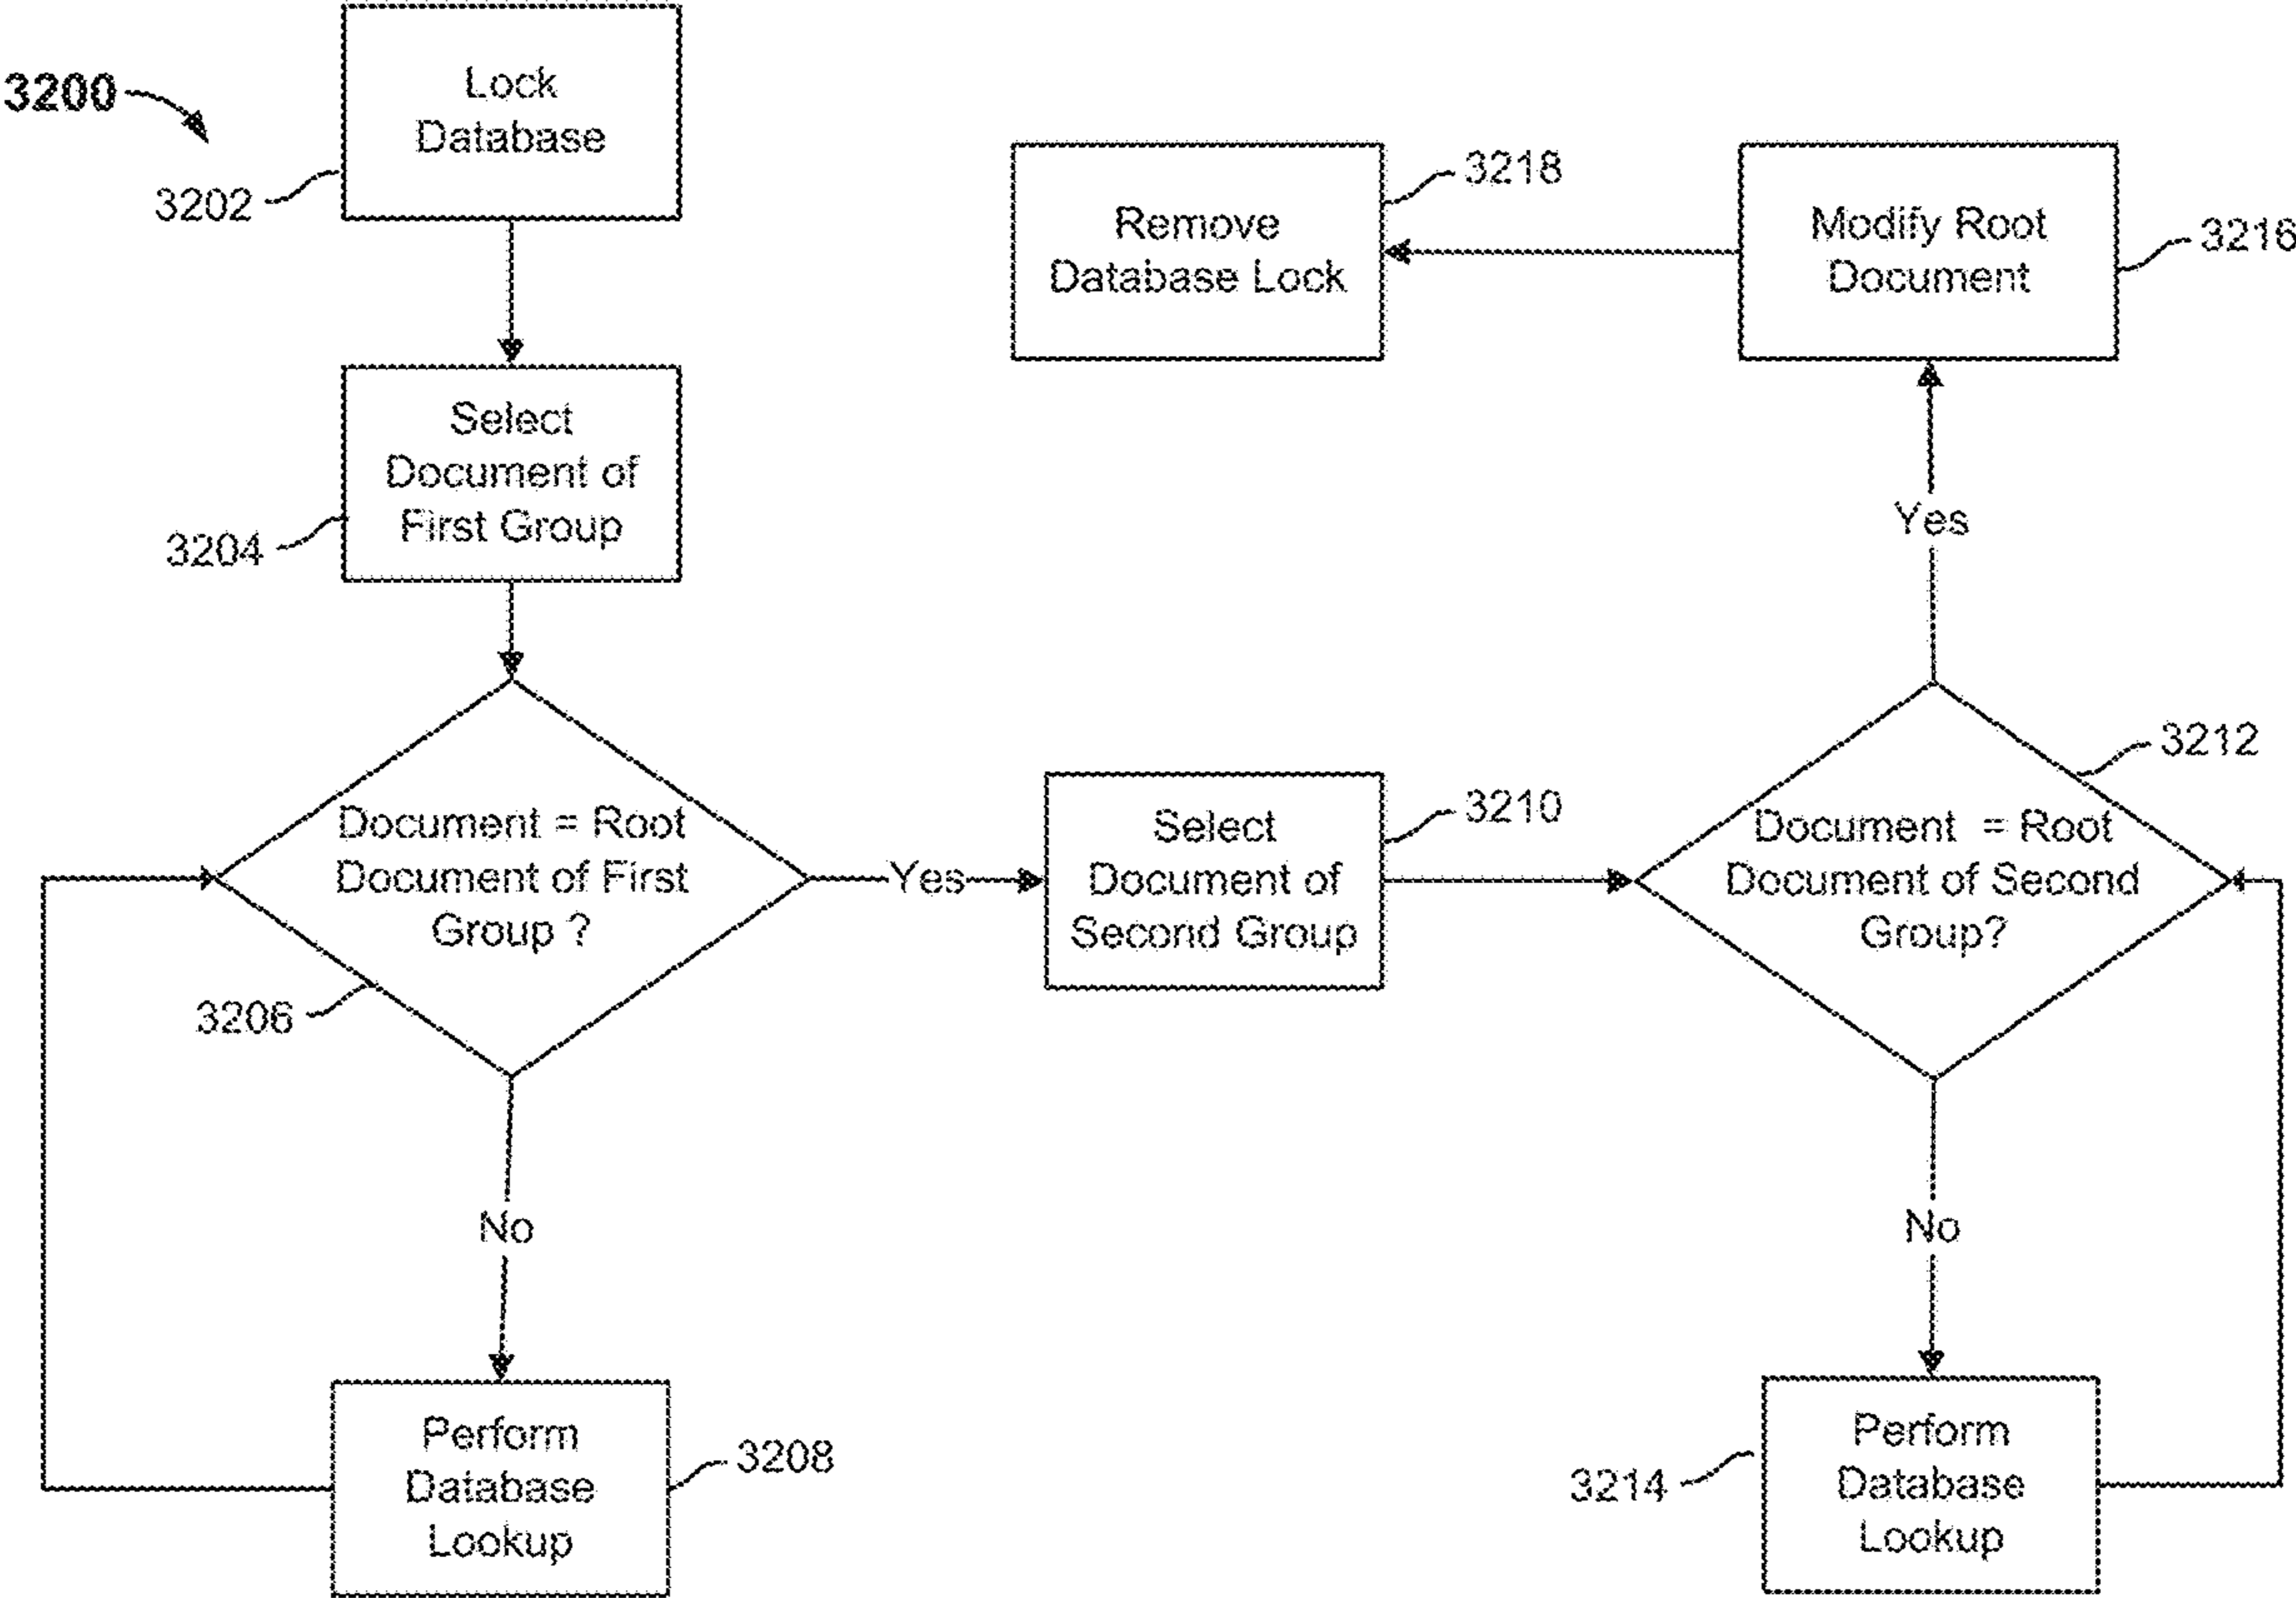 3200
Lock
Database
3202
Select
Document of
First Group
3204
Document = Root
Document of First
Group ?
3206
No
Perform
Database
Lookup
3208
Yes
Select
Document of
Second Group
3210
Document = Root
Document of Second
Group?
3212
No
Perform
Database
Lookup
3214
Yes
Modify Root
Document
3216
Remove
Database Lock
3218